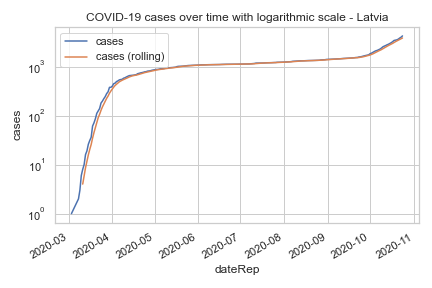 COVID-19 cases over time with logarithmic scale - Latvia
cases
cases (rolling)
10³
10²
10¹
10⁰
cases
2020-03
2020-04
2020-05
2020-06
2020-07
2020-08
2020-09
2020-10
2020-11
dateRep